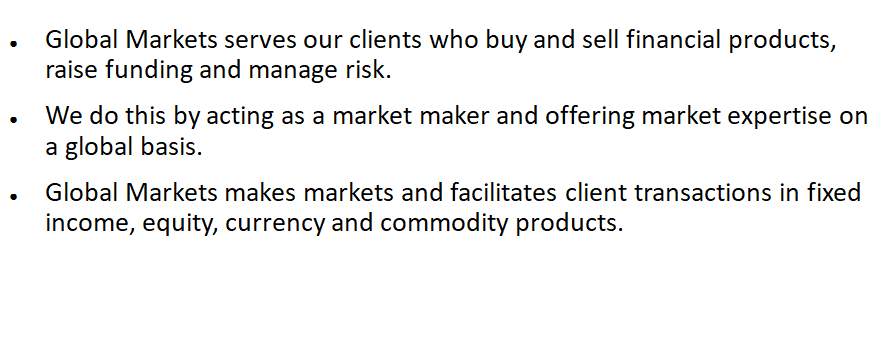 • Global Markets serves our clients who buy and sell financial products,
raise funding and manage risk.
• We do this by acting as a market maker and offering market expertise on
a global basis.
• Global Markets makes markets and facilitates client transactions in fixed
income, equity, currency and commodity products.